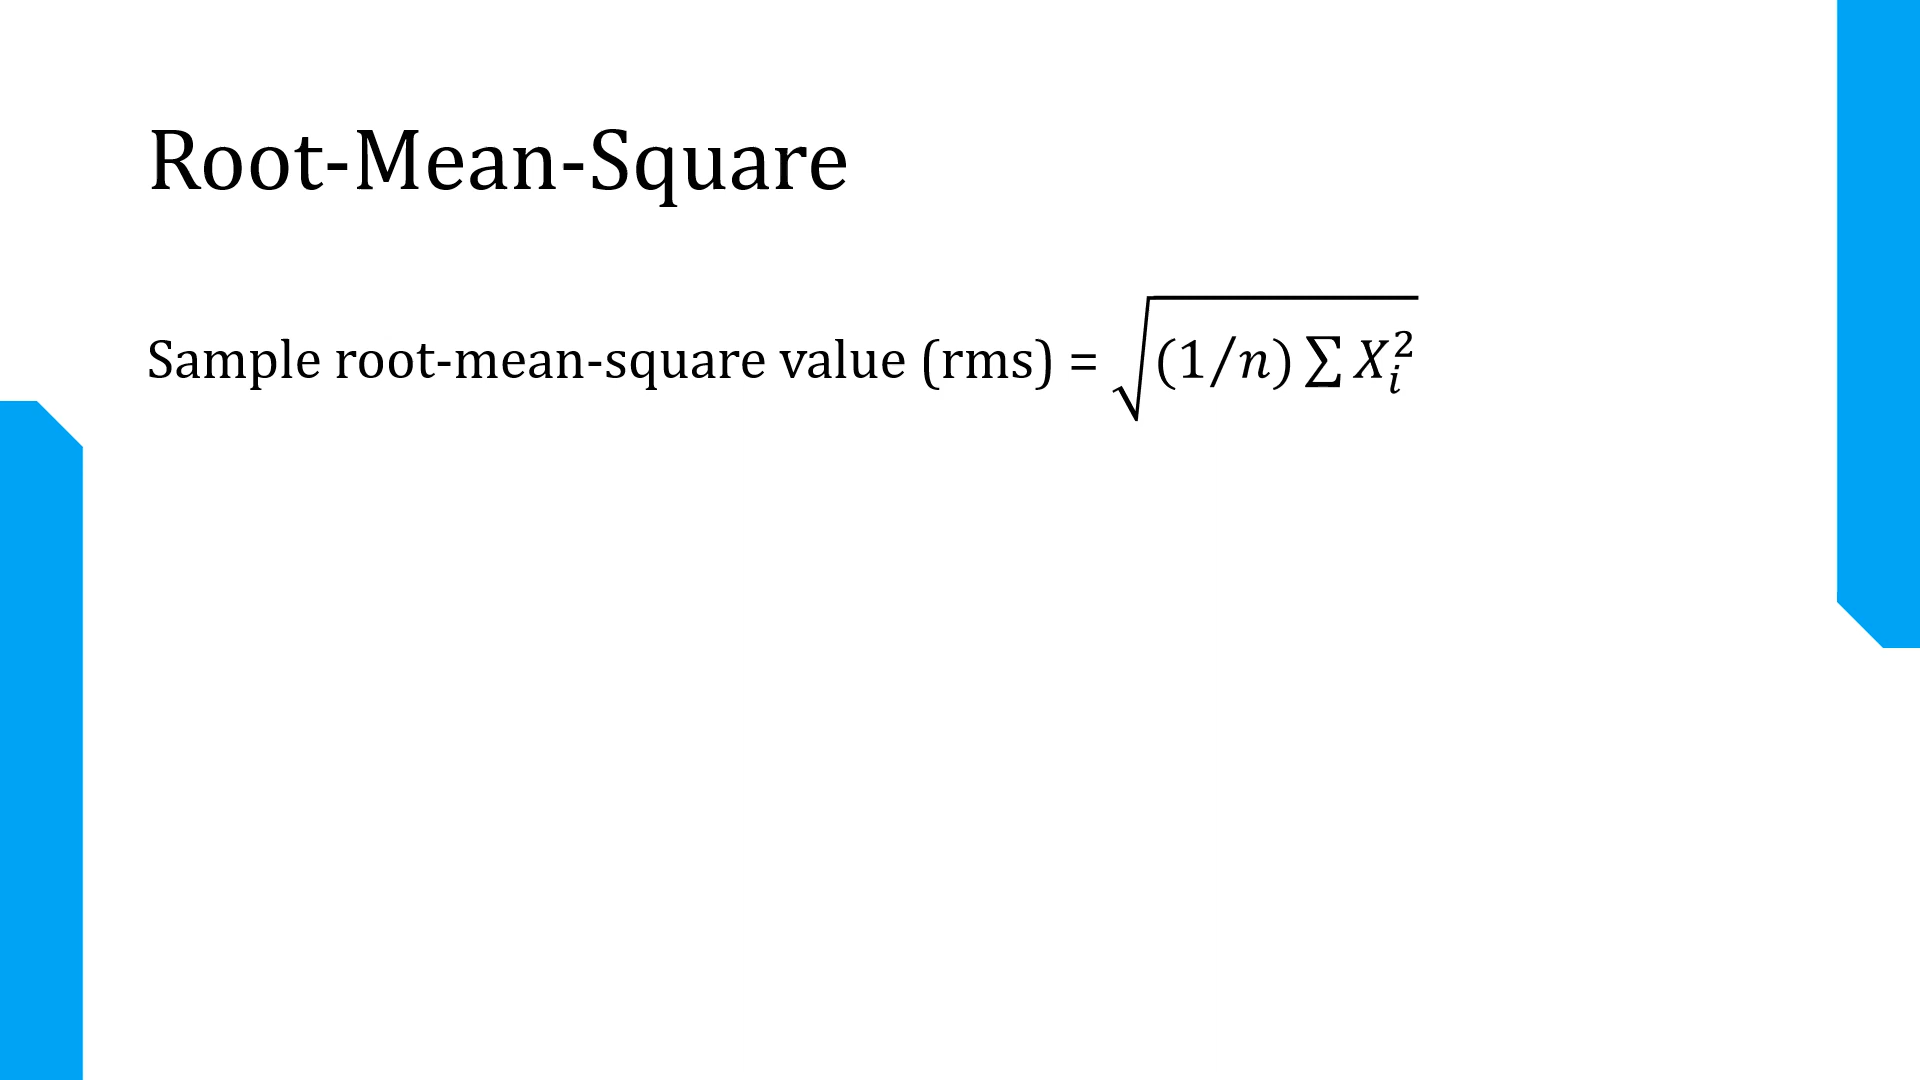 Root-Mean-Square
Sample root-mean-square value (rms) = √(1/n) ∑ X_i^2